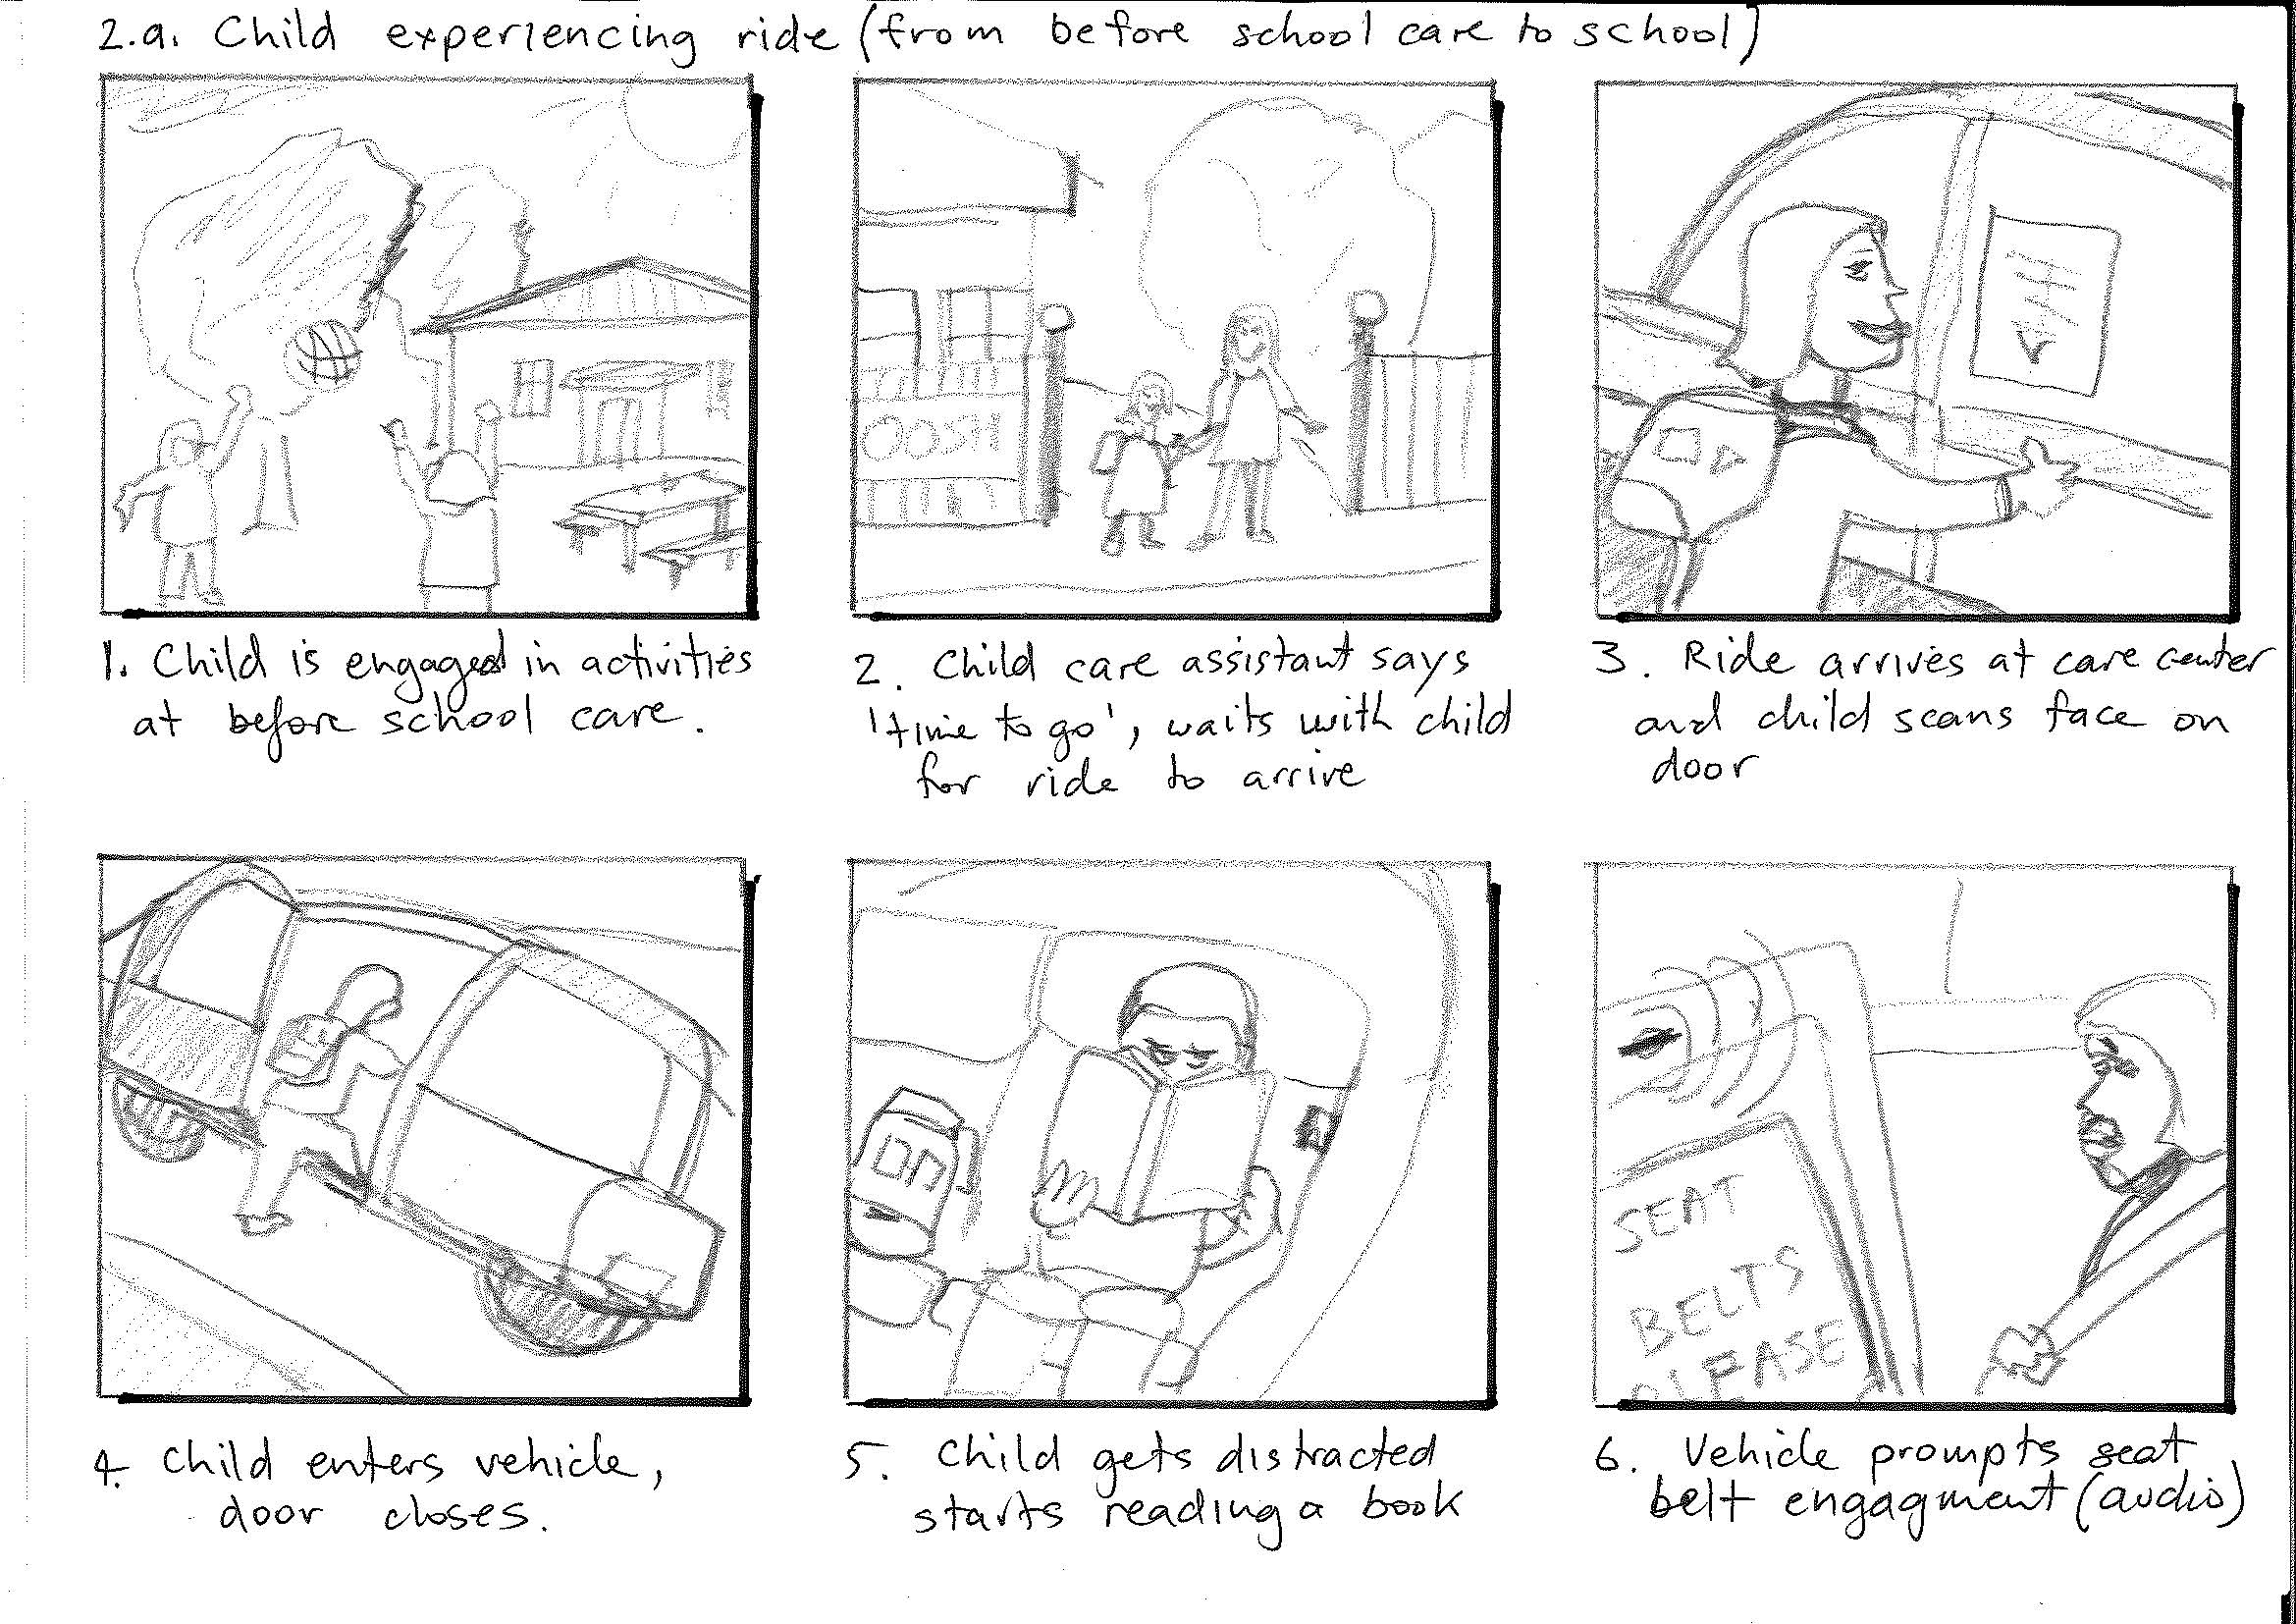 2.a. Child experiencing ride (from before school care to school)
OOSH
1. Child is engaged in activities
at before school care.
2. Child care assistant says
'time to go', waits with child
for ride to arrive
3. Ride arrives at care center
and child scans face on
door
SEAT
BELTS
PLEASE
4. Child enters vehicle,
door closes.
5. Child gets distracted
starts reading a book
6. Vehicle prompts seat
belt engagment (audio)